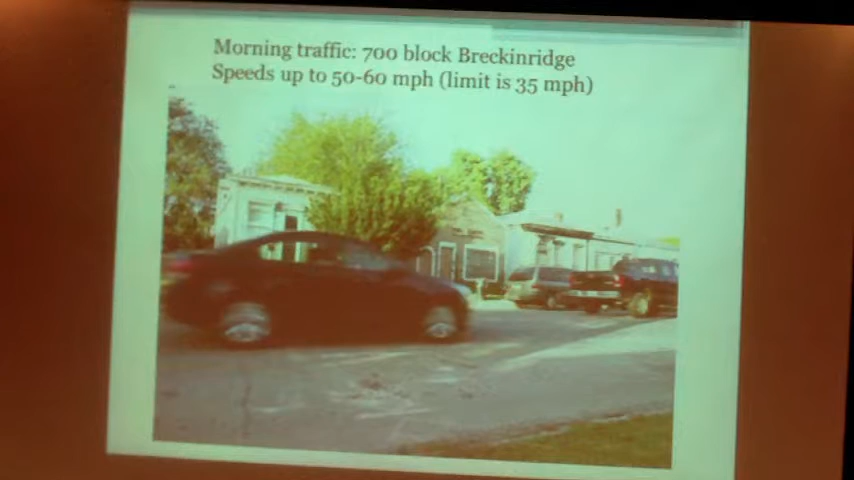 Morning traffic: 700 block Breckinridge
Speeds up to 50-60 mph (limit is 35 mph)